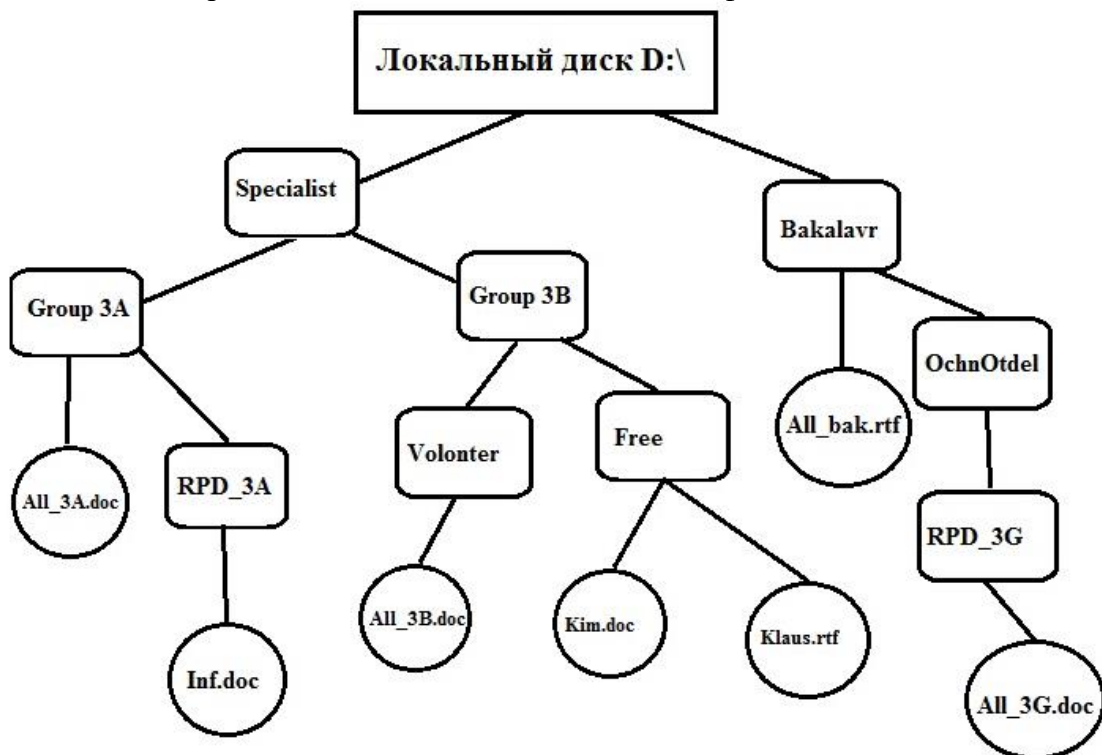 Локальный диск D:\
Specialist
Bakalavr
Group 3A
Group 3B
OchnOtdel
All_bak.rtf
Volonter
Free
All_3A.doc
RPD_3A
RPD_3G
All_3B.doc
Kim.doc
Klaus.rtf
Inf.doc
All_3G.doc